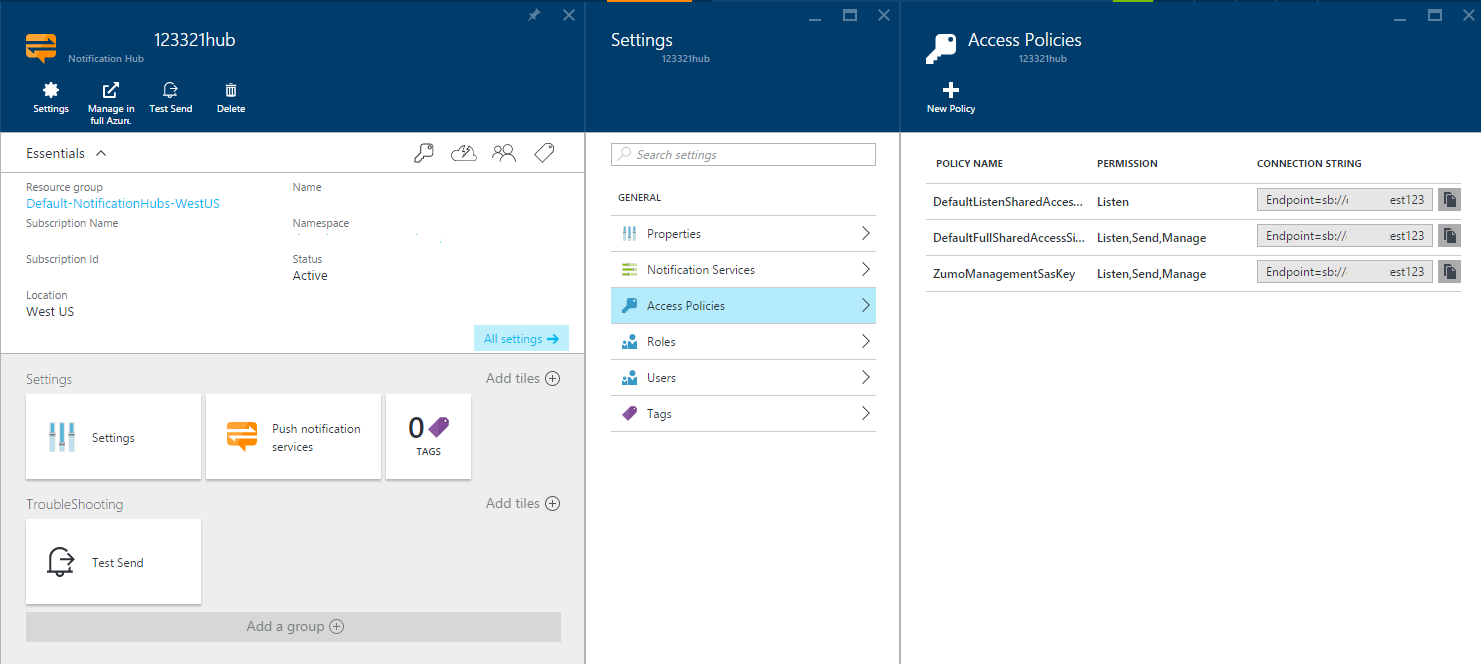 123321hub
Notification Hub
Settings
Manage in
full Azure
Test Send
Delete
Essentials
Resource group
Default-NotificationHubs-WestUS
Subscription Name
Subscription Id
Location
West US
Name
Namespace
Status
Active
All settings
Settings
Add tiles
Settings
Push notification
services
0
TAGS
TroubleShooting
Add tiles
Test Send
Add a group
Settings
123321hub
Search settings
GENERAL
Properties
Notification Services
Access Policies
Roles
Users
Tags
Access Policies
123321hub
New Policy
POLICY NAME PERMISSION CONNECTION STRING
DefaultListenSharedAcces... Listen Endpoint=sb:// est123
DefaultFullSharedAccessSi... Listen,Send,Manage Endpoint=sb:// est123
ZumoManagementSasKey Listen,Send,Manage Endpoint=sb:// est123